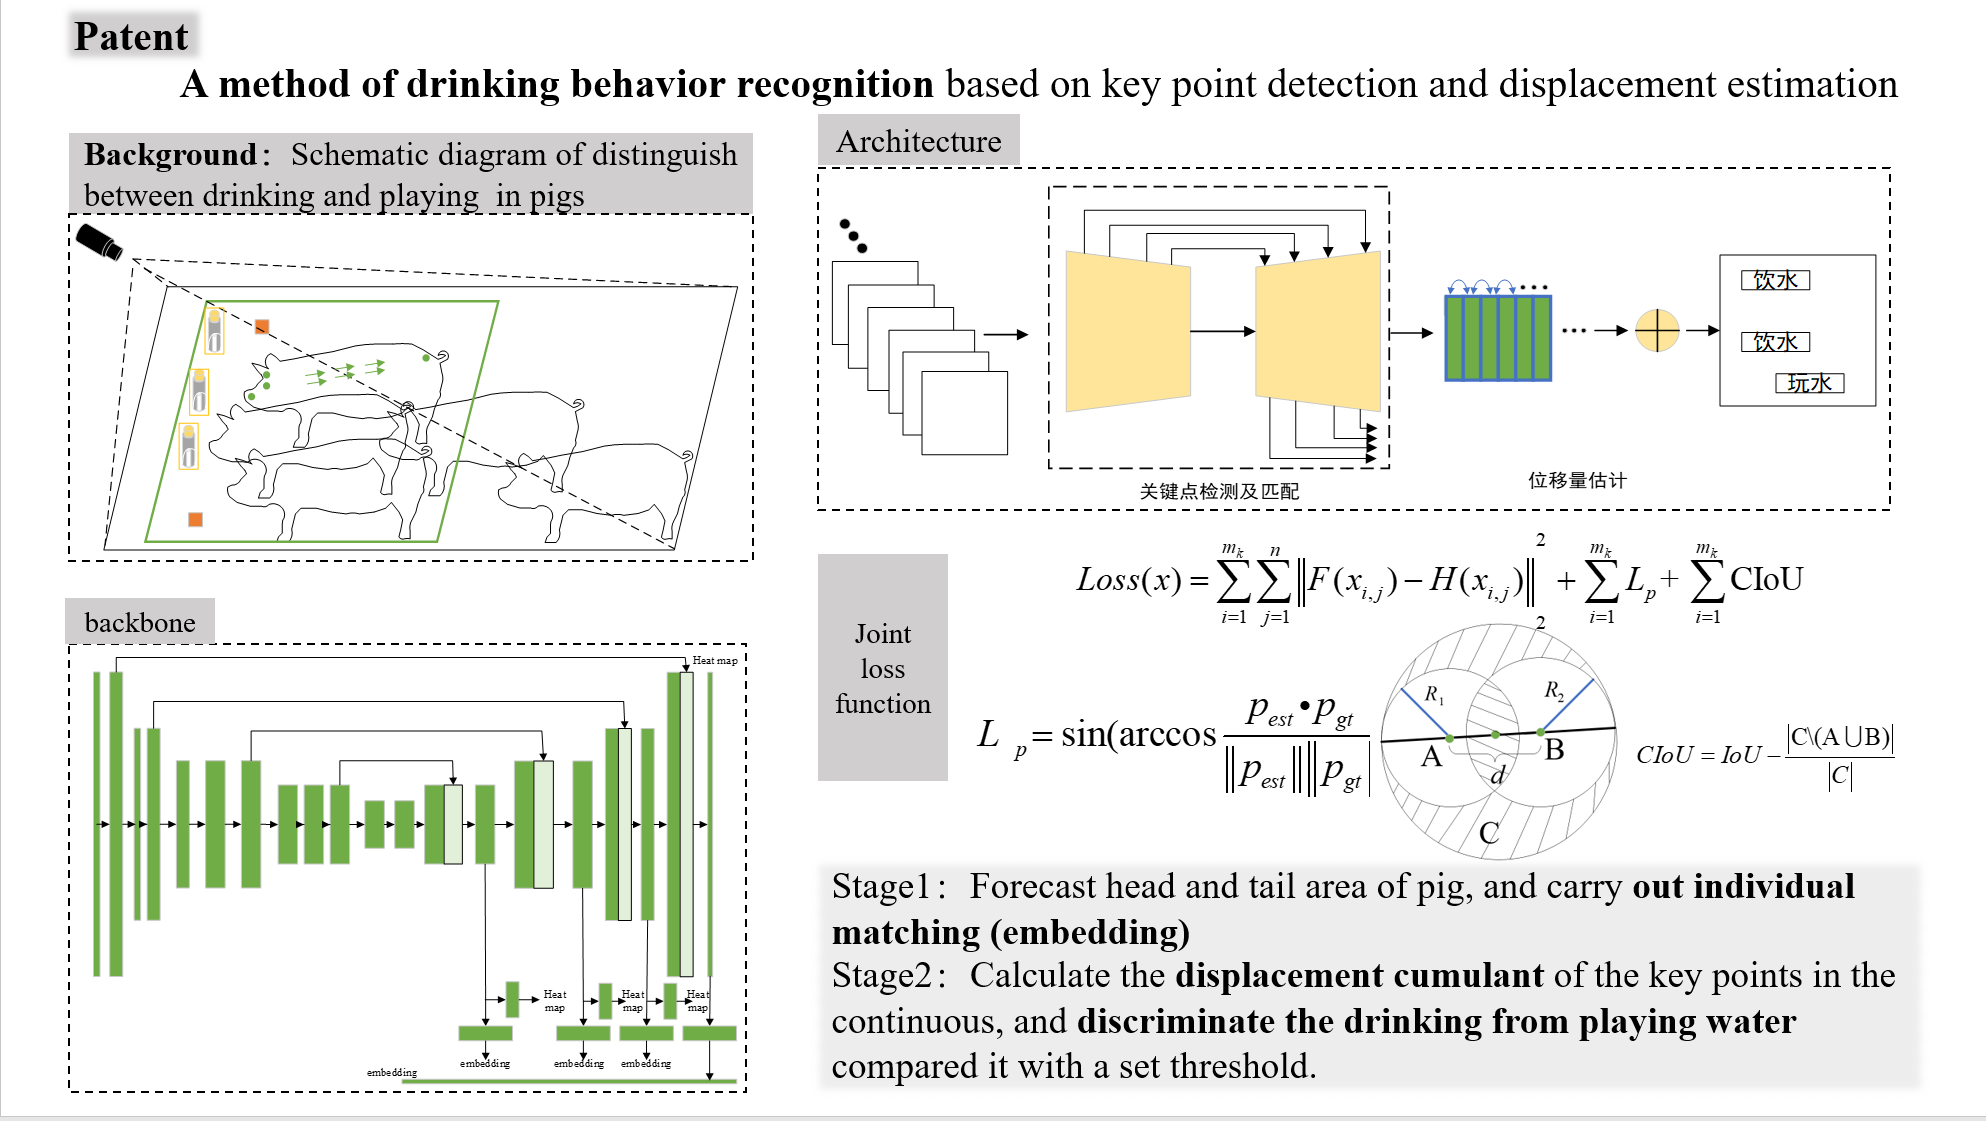 Patent
A method of drinking behavior recognition based on key point detection and displacement estimation
Background： Schematic diagram of distinguish
between drinking and playing in pigs
Architecture
饮水
饮水
玩水
关键点检测及匹配
位移量估计
backbone
Heat map
Heat
map
Heat
map
Heat
map
embedding
embedding
embedding
embedding
Joint
loss
function
Loss(x) = \sum_{i=1}^{m_k} \sum_{j=1}^{n} ||F(x_{i,j}) − H(x_{i,j})||_2^2 + \sum_{i=1}^{m_k} L_p + \sum_{i=1}^{m_k} CIoU
L_p = sin(arccos \frac{p_{est} • p_{gt}}{||p_{est}|| ||p_{gt}|}
R_1
R_2
A
B
d
C
CIoU = IoU − \frac{|C\(A∪B)|}{|C|}
Stage1： Forecast head and tail area of pig, and carry out individual
matching (embedding)
Stage2： Calculate the displacement cumulant of the key points in the
continuous, and discriminate the drinking from playing water
compared it with a set threshold.